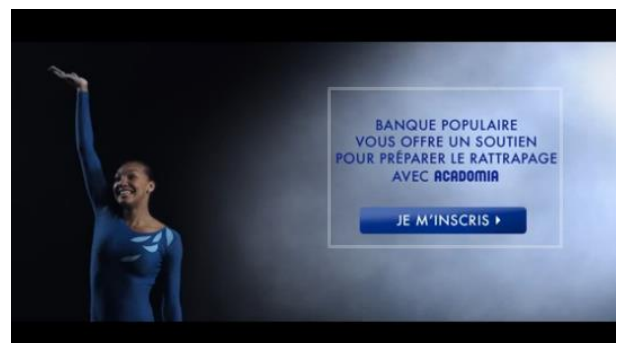 BANQUE POPULAIRE
VOUS OFFRE UN SOUTIEN
POUR PRÉPARER LE RATTRAPAGE
AVEC ACADOMIA
JE M'INSCRIS